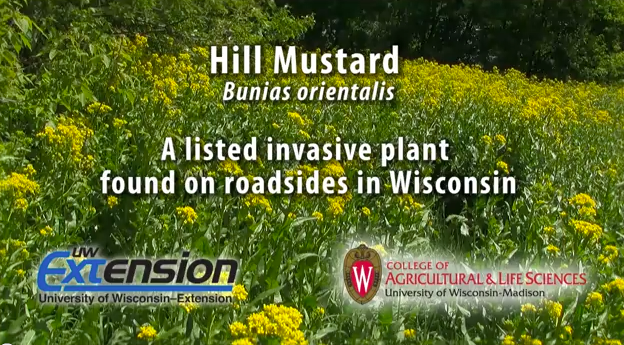 Hill Mustard
Bunias orientalis
A listed invasive plant
found on roadsides in Wisconsin
UW
Extension
University of Wisconsin–Extension
W
COLLEGE OF
AGRICULTURAL & LIFE SCIENCES
University of Wisconsin-Madison